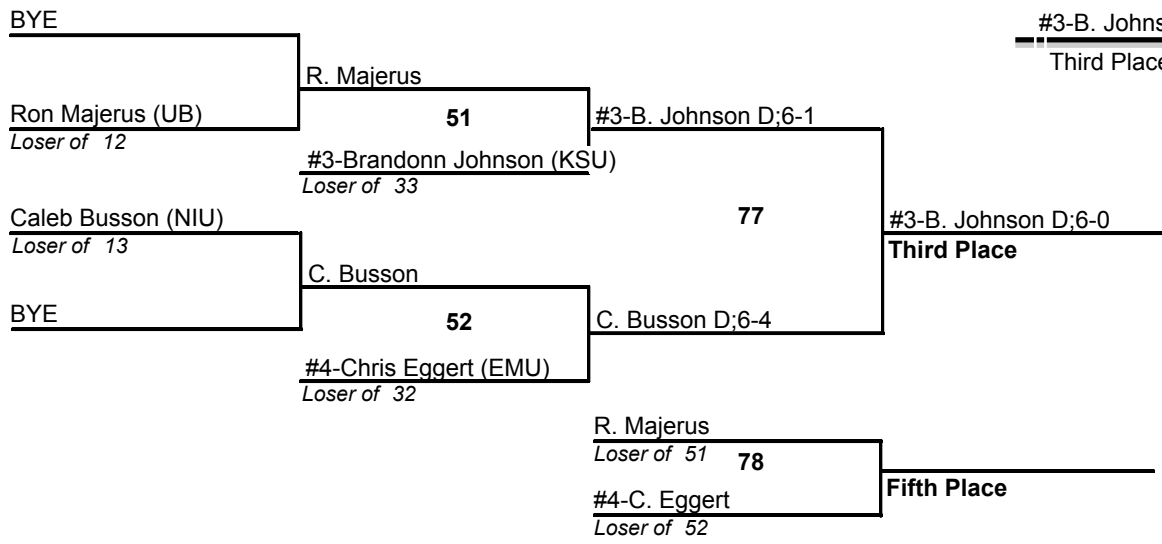 BYE
#3-B. Johns
Third Place
R. Majerus
Ron Majerus (UB)
51
#3-B. Johnson D;6-1
Loser of 12
#3-Brandonn Johnson (KSU)
Loser of 33
Caleb Busson (NIU)
77
#3-B. Johnson D;6-0
Loser of 13
Third Place
C. Busson
BYE
52
C. Busson D;6-4
#4-Chris Eggert (EMU)
Loser of 32
R. Majerus
Loser of 51
78
#4-C. Eggert
Fifth Place
Loser of 52